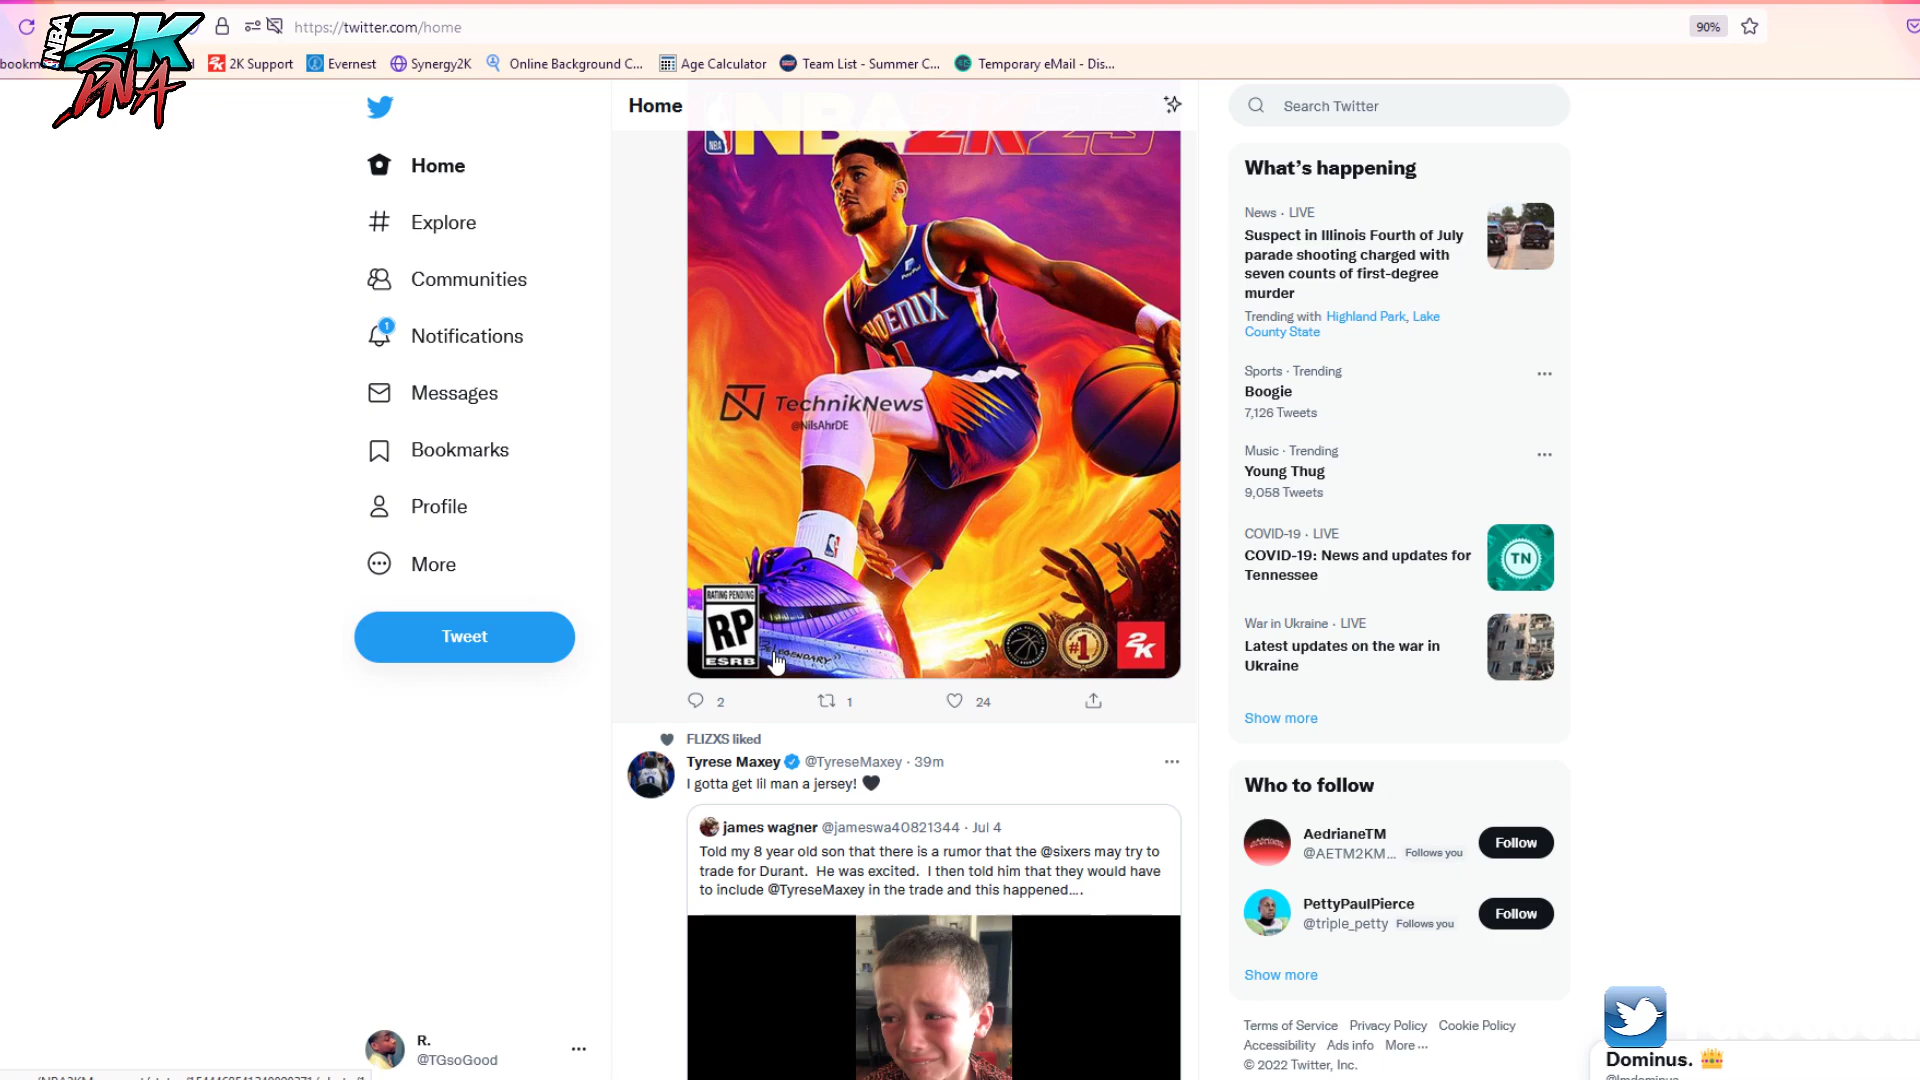 NBA 2K DNA
https://twitter.com/home
90%
2K Support
Evernest
Synergy2K
Online Background C...
Age Calculator
Team List - Summer C...
Temporary eMail - Dis...
Home
Explore
Communities
1
Notifications
Messages
Bookmarks
Profile
More
Tweet
R.
@TGsoGood
Home
NBA 2K23
NBA
PayPal
PHOENIX
1
TN TechnikNews
@NilsAhrDE
RATING PENDING
RP
ESRB
BE LEGENDARY
#1
2K
2
1
24
FLIZXS liked
Tyrese Maxey @TyreseMaxey · 39m
I gotta get lil man a jersey! 🖤
james wagner @jameswa40821344 · Jul 4
Told my 8 year old son that there is a rumor that the @sixers may try to
trade for Durant. He was excited. I then told him that they would have
to include @TyreseMaxey in the trade and this happened....
Search Twitter
What's happening
News · LIVE
Suspect in Illinois Fourth of July
parade shooting charged with
seven counts of first-degree
murder
Trending with Highland Park, Lake
County State
Sports · Trending
Boogie
7,126 Tweets
Music · Trending
Young Thug
9,058 Tweets
COVID-19 · LIVE
COVID-19: News and updates for
Tennessee
TN
War in Ukraine · LIVE
Latest updates on the war in
Ukraine
Show more
Who to follow
AedrianeTM
@AETM2KM... Follows you
Follow
PettyPaulPierce
@triple_petty Follows you
Follow
Show more
Terms of Service Privacy Policy Cookie Policy
Accessibility Ads info More ...
© 2022 Twitter, Inc.
Dominus. 👑